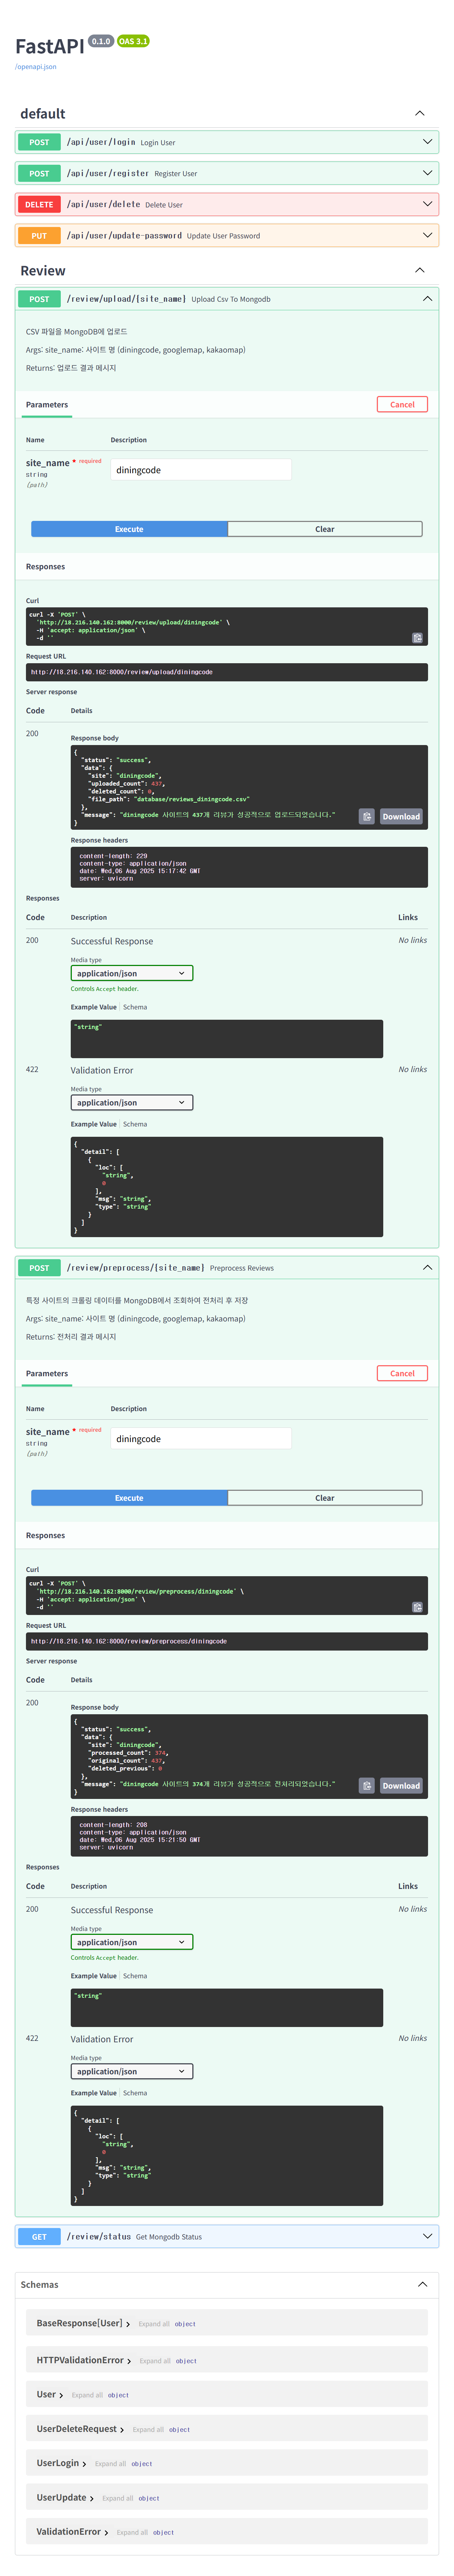 FastAPI 0.1.0 OAS 3.1
/openapi.json
default
POST /api/user/login Login User
POST /api/user/register Register User
DELETE /api/user/delete Delete User
PUT /api/user/update-password Update User Password
Review
POST /review/upload/{site_name} Upload Csv To Mongodb
CSV 파일을 MongoDB에 업로드
Args: site_name: 사이트 명 (diningcode, googlemap, kakaomap)
Returns: 업로드 결과 메시지
Parameters Cancel
Name Description
site_name * required
string
(path)
diningcode
Execute Clear
Responses
Curl
curl -X 'POST' \
'http://18.216.140.162:8000/review/upload/diningcode' \
-H 'accept: application/json' \
-d ''
Request URL
http://18.216.140.162:8000/review/upload/diningcode
Server response
Code Details
200
Response body
{
"status": "success",
"data": {
"site": "diningcode",
"uploaded_count": 437,
"deleted_count": 0,
"file_path": "database/reviews_diningcode.csv"
},
"message": "diningcode 사이트의 437개 리뷰가 성공적으로 업로드되었습니다."
}
Download
Response headers
content-length: 229
content-type: application/json
date: Wed,06 Aug 2025 15:17:42 GMT
server: uvicorn
Responses
Code Description Links
200 Successful Response No links
Media type
application/json
Controls Accept header.
Example Value Schema
"string"
422 Validation Error No links
Media type
application/json
Example Value Schema
{
"detail": [
{
"loc": [
"string",
0
],
"msg": "string",
"type": "string"
}
]
}
POST /review/preprocess/{site_name} Preprocess Reviews
특정 사이트의 크롤링 데이터를 MongoDB에서 조회하여 전처리 후 저장
Args: site_name: 사이트 명 (diningcode, googlemap, kakaomap)
Returns: 전처리 결과 메시지
Parameters Cancel
Name Description
site_name * required
string
(path)
diningcode
Execute Clear
Responses
Curl
curl -X 'POST' \
'http://18.216.140.162:8000/review/preprocess/diningcode' \
-H 'accept: application/json' \
-d ''
Request URL
http://18.216.140.162:8000/review/preprocess/diningcode
Server response
Code Details
200
Response body
{
"status": "success",
"data": {
"site": "diningcode",
"processed_count": 374,
"original_count": 437,
"deleted_previous": 0
},
"message": "diningcode 사이트의 374개 리뷰가 성공적으로 전처리되었습니다."
}
Download
Response headers
content-length: 208
content-type: application/json
date: Wed,06 Aug 2025 15:21:50 GMT
server: uvicorn
Responses
Code Description Links
200 Successful Response No links
Media type
application/json
Controls Accept header.
Example Value Schema
"string"
422 Validation Error No links
Media type
application/json
Example Value Schema
{
"detail": [
{
"loc": [
"string",
0
],
"msg": "string",
"type": "string"
}
]
}
GET /review/status Get Mongodb Status
Schemas
BaseResponse[User] Expand all object
HTTPValidationError Expand all object
User Expand all object
UserDeleteRequest Expand all object
UserLogin Expand all object
UserUpdate Expand all object
ValidationError Expand all object